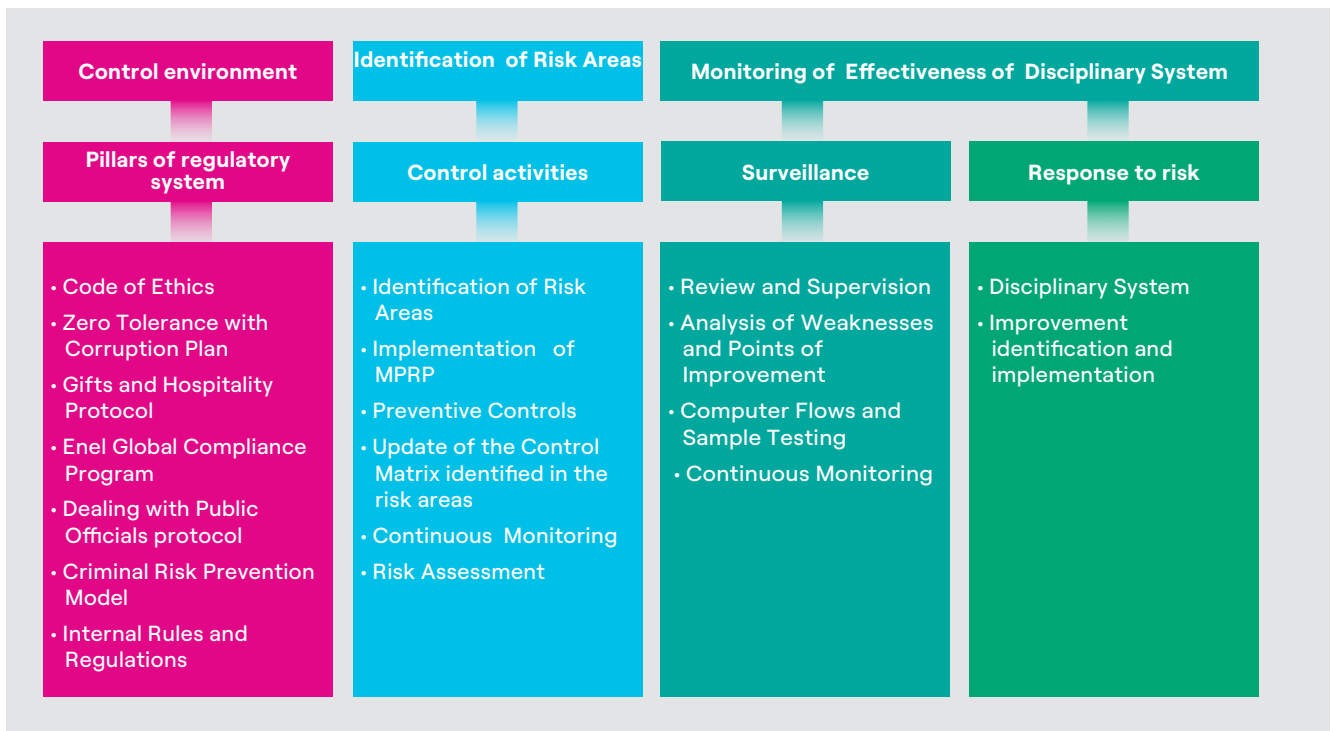 Control environment
Identification of Risk Areas
Monitoring of Effectiveness of Disciplinary System
Pillars of regulatory
system
Control activities
Surveillance
Response to risk
• Code of Ethics
• Zero Tolerance with
Corruption Plan
• Gifts and Hospitality
Protocol
• Enel Global Compliance
Program
• Dealing with Public
Officials protocol
• Criminal Risk Prevention
Model
• Internal Rules and
Regulations
• Identification of Risk
Areas
• Implementation of
MPRP
• Preventive Controls
• Update of the Control
Matrix identified in the
risk areas
• Continuous Monitoring
• Risk Assessment
• Review and Supervision
• Analysis of Weaknesses
and Points of
Improvement
• Computer Flows and
Sample Testing
• Continuous Monitoring
• Disciplinary System
• Improvement
identification and
implementation